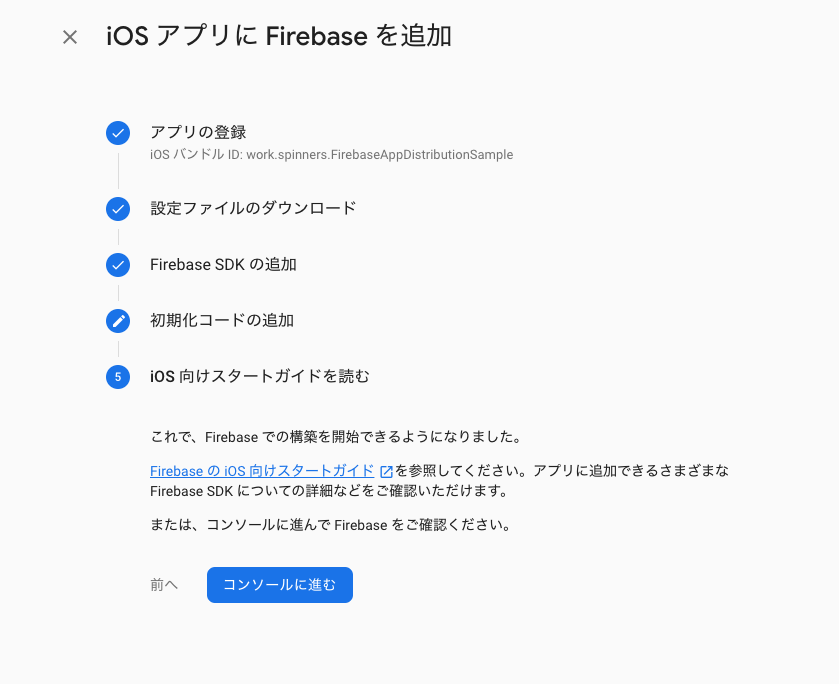 iOS アプリに Firebase を追加
アプリの登録
iOS バンドル ID: work.spinners.FirebaseAppDistributionSample
設定ファイルのダウンロード
Firebase SDK の追加
初期化コードの追加
5
iOS 向けスタートガイドを読む
これで、Firebase での構築を開始できるようになりました。
Firebase の iOS 向けスタートガイド を参照してください。アプリに追加できるさまざまな
Firebase SDK についての詳細などをご確認いただけます。
または、コンソールに進んで Firebase をご確認ください。
前へ
コンソールに進む